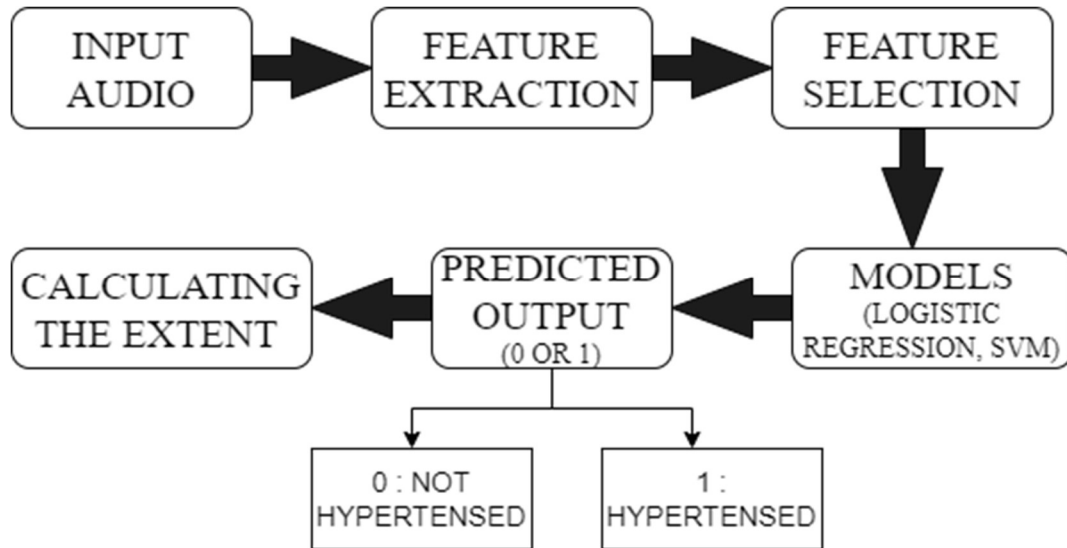 INPUT
AUDIO
FEATURE
EXTRACTION
FEATURE
SELECTION
MODELS
(LOGISTIC
REGRESSION, SVM)
PREDICTED
OUTPUT
(0 OR 1)
CALCULATING
THE EXTENT
0 : NOT
HYPERTENSED
1 :
HYPERTENSED